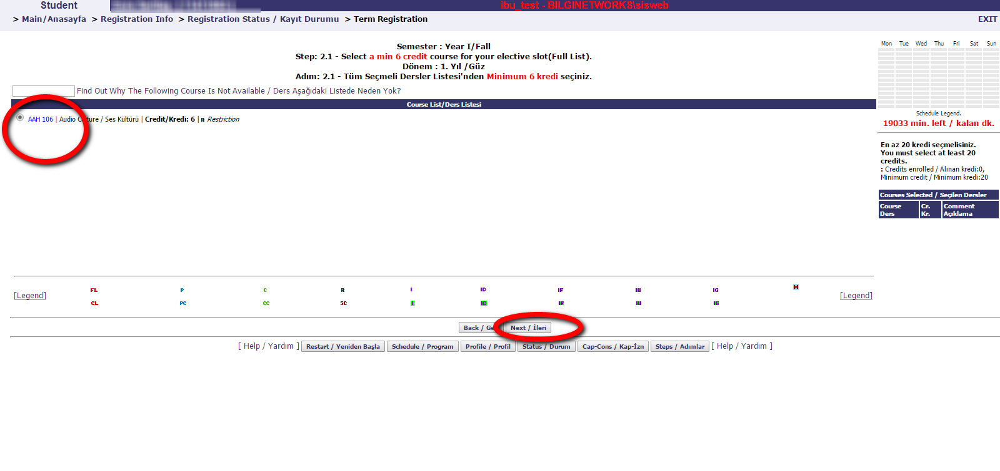 Student
ibu_test - BILGINETWORKS\sisweb
> Main/Anasayfa > Registration Info > Registration Status / Kayıt Durumu > Term Registration
EXIT
Semester : Year I/Fall
Step: 2.1 - Select a min 6 credit course for your elective slot(Full List).
Dönem : 1. Yıl /Güz
Adım: 2.1 - Tüm Seçmeli Dersler Listesi'nden Minimum 6 kredi seçiniz.
Find Out Why The Following Course Is Not Available / Ders Aşağıdaki Listede Neden Yok?
Course List/Ders Listesi
AAH 106 | Audio Culture / Ses Kültürü | Credit/Kredi: 6 | R Restriction
Mon Tue Wed Thu Fri Sat Sun
Schedule Legend.
19033 min. left / kalan dk.
En az 20 kredi seçmelisiniz.
You must select at least 20
credits.
: Credits enrolled / Alınan kredi:0,
Minimum credit / Minimum kredi:20
Courses Selected / Seçilen Dersler
Course Cr. Comment
Ders Kr. Açıklama
[Legend]
FL P C R I ID IF IU IG M
CL PC CC SC I ID IF IU IG
[Legend]
Back / Ge Next / İleri
[ Help / Yardım ] Restart / Yeniden Başla Schedule / Program Profile / Profil Status / Durum Cap-Cons / Kap-İzn Steps / Adımlar [ Help / Yardım ]